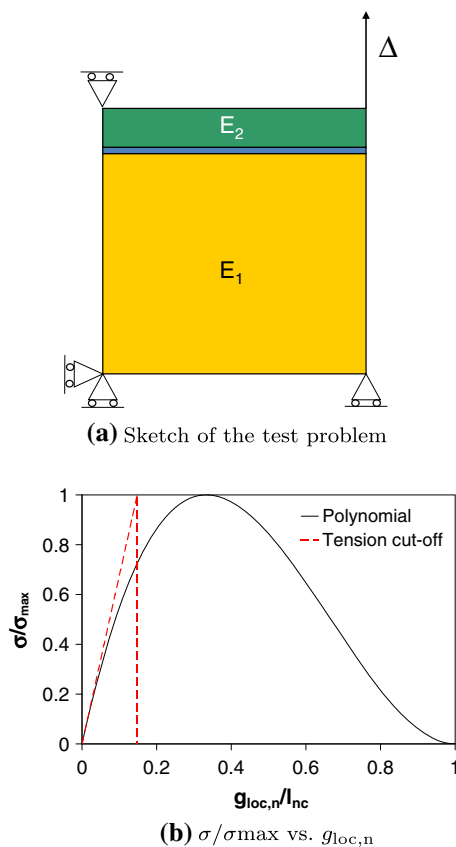 Δ
E₂
E₁
(a) Sketch of the test problem
1
0.8
0.6
0.4
0.2
0
σ/σmax
Polynomial
Tension cut-off
0 0.2 0.4 0.6 0.8 1
gloc,n/lnc
(b) σ/σmax vs. gloc,n